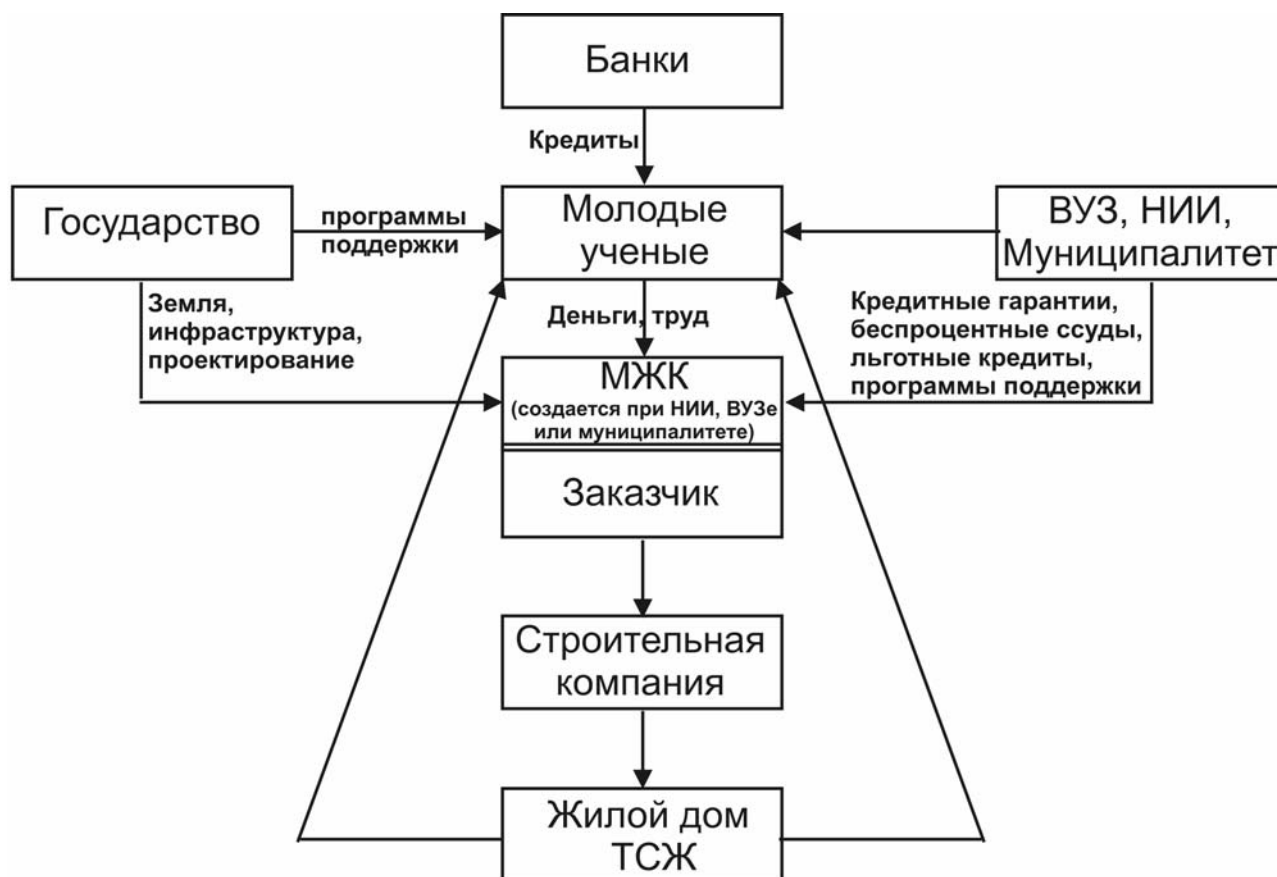 Банки
Кредиты
Государство
программы
поддержки
Молодые
ученые
ВУЗ, НИИ,
Муниципалитет
Земля,
инфраструктура,
проектирование
Деньги, труд
Кредитные гарантии,
беспроцентные ссуды,
льготные кредиты,
программы поддержки
МЖК
(создается при НИИ, ВУЗе
или муниципалитете)
Заказчик
Строительная
компания
Жилой дом
ТСЖ